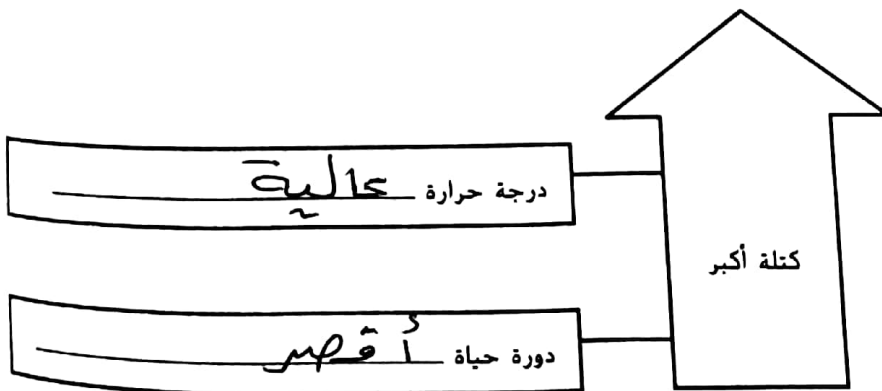 درجة حرارة عالية
كتلة أكبر
دورة حياة أقصر